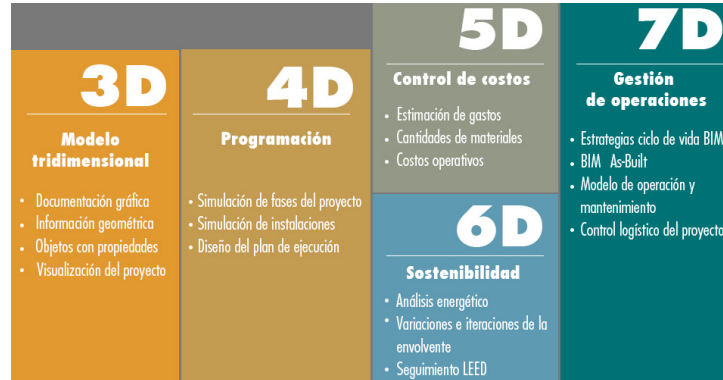 3D
Modelo
tridimensional
• Documentación gráfica
• Información geométrica
• Objetos con propiedades
• Visualización del proyecto
4D
Programación
• Simulación de fases del proyecto
• Simulación de instalaciones
• Diseño del plan de ejecución
5D
Control de costos
• Estimación de gastos
• Cantidades de materiales
• Costos operativos
6D
Sostenibilidad
• Análisis energético
• Variaciones e iteraciones de la
envolvente
• Seguimiento LEED
7D
Gestión
de operaciones
• Estrategias ciclo de vida BIM
• BIM As-Built
• Modelo de operación y
mantenimiento
• Control logístico del proyecto